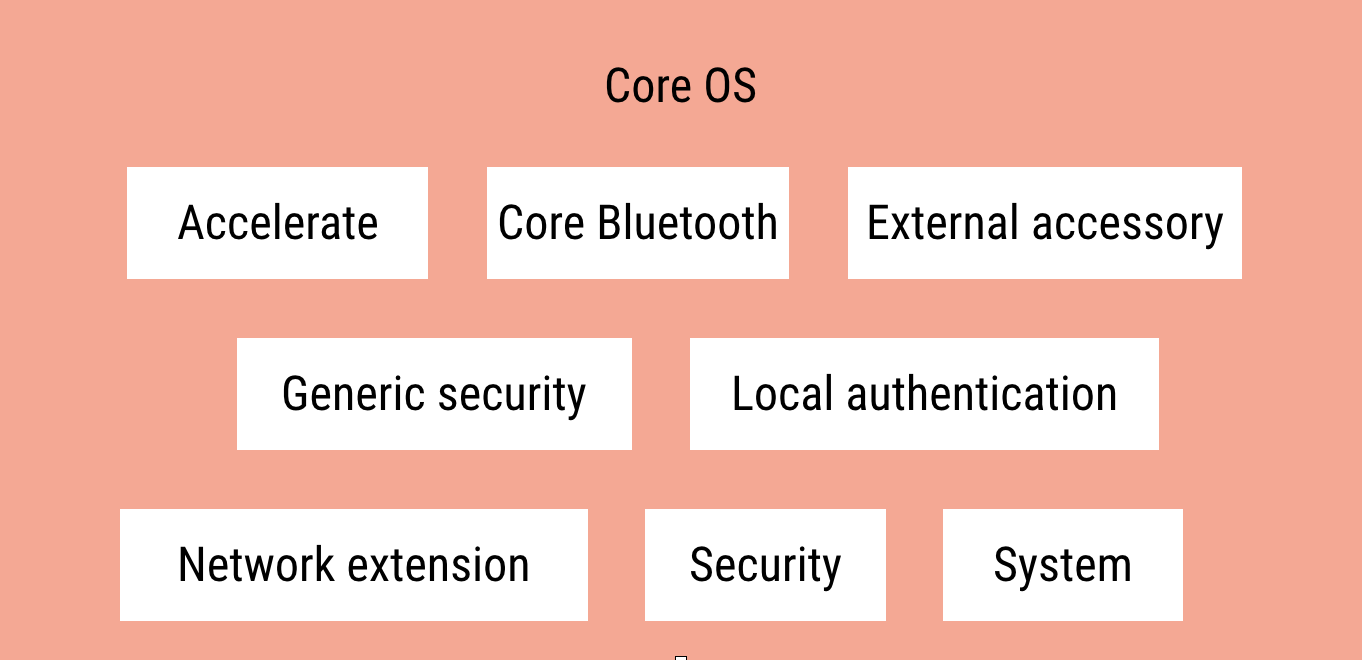 Core OS
Accelerate
Core Bluetooth
External accessory
Generic security
Local authentication
Network extension
Security
System